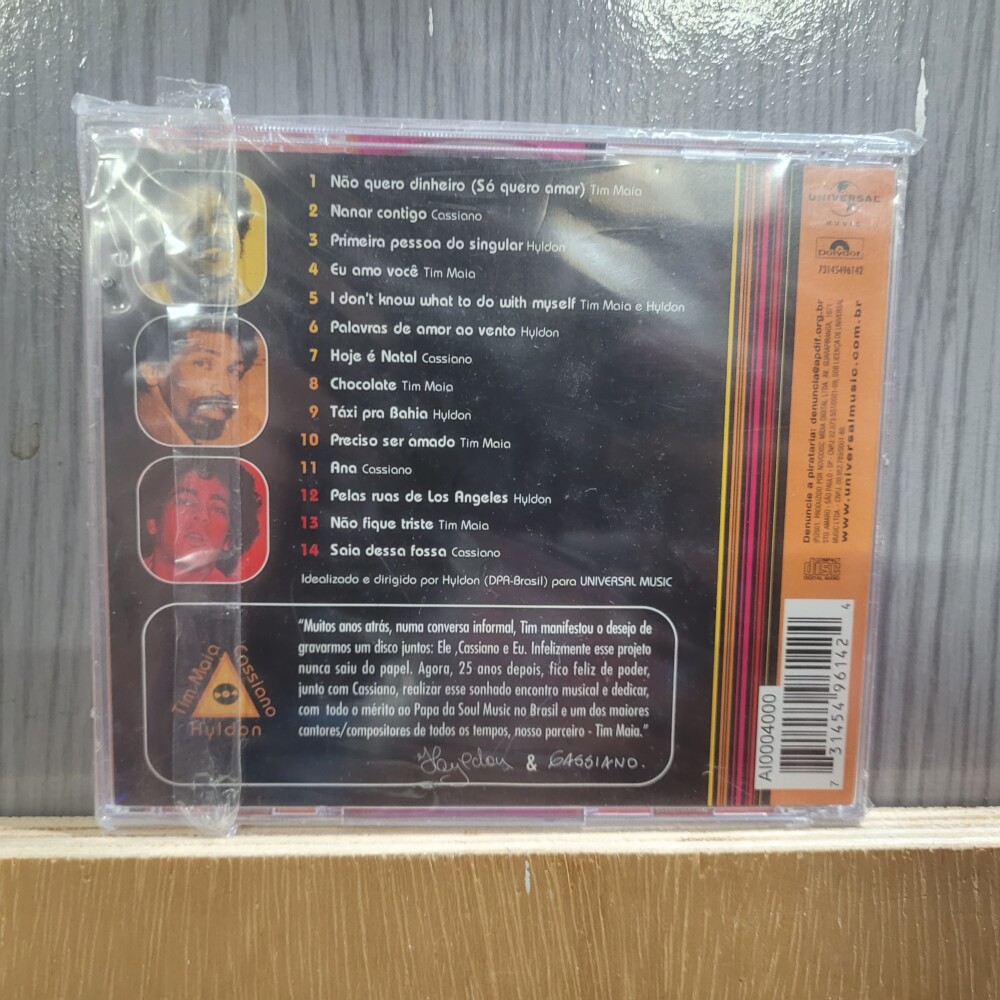 1 Não quero dinheiro (Só quero amar) Tim Maia
2 Nanar contigo Cassiano
3 Primeira pessoa do singular Hyldon
4 Eu amo você Tim Maia
5 I don't know what to do with myself Tim Maia e Hyldon
6 Palavras de amor ao vento Hyldon
7 Hoje é Natal Cassiano
8 Chocolate Tim Maia
9 Táxi pra Bahia Hyldon
10 Preciso ser amado Tim Maia
11 Ana Cassiano
12 Pelas ruas de Los Angeles Hyldon
13 Não fique triste Tim Maia
14 Saia dessa fossa Cassiano
Idealizado e dirigido por Hyldon (DPA-Brasil) para UNIVERSAL MUSIC
Tim Maia
Cassiano
Hyldon
“Muitos anos atrás, numa conversa informal, Tim manifestou o desejo de
gravarmos um disco juntos: Ele ,Cassiano e Eu. Infelizmente esse projeto
nunca saiu do papel. Agora, 25 anos depois, fico feliz de poder,
junto com Cassiano, realizar esse sonhado encontro musical e dedicar,
com todo o mérito ao Papa da Soul Music no Brasil e um dos maiores
cantores/compositores de todos os tempos, nosso parceiro - Tim Maia.”
Hyldon & CASSIANO.
UNIVERSAL
MUSIC
Polydor
73145496142
Denuncie a pirataria: denuncia@apdif.org.br
www.universalmusic.com.br
AI0004000
7 31454 96142 4